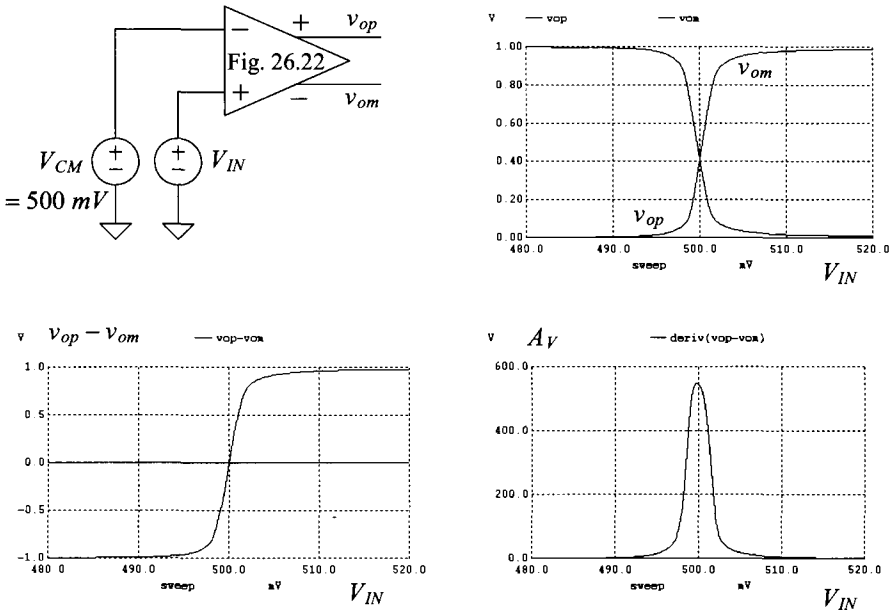 v_op
+
−
Fig. 26.22
+
−
v_om
V_CM
+
−
+
−
V_IN
= 500 mV
V
vop
vom
1.00
0.80
0.60
0.40
0.20
0.00
v_om
v_op
480.0
490.0
500.0
510.0
520.0
sweep
mV
V_IN
V
v_op − v_om
vop-vom
1.0
0.5
0.0
-0.5
-1.0
480.0
490.0
500.0
510.0
520.0
sweep
mV
V_IN
V
A_V
deriv(vop-vom)
600.0
400.0
200.0
0.0
480.0
490.0
500.0
510.0
520.0
sweep
mV
V_IN